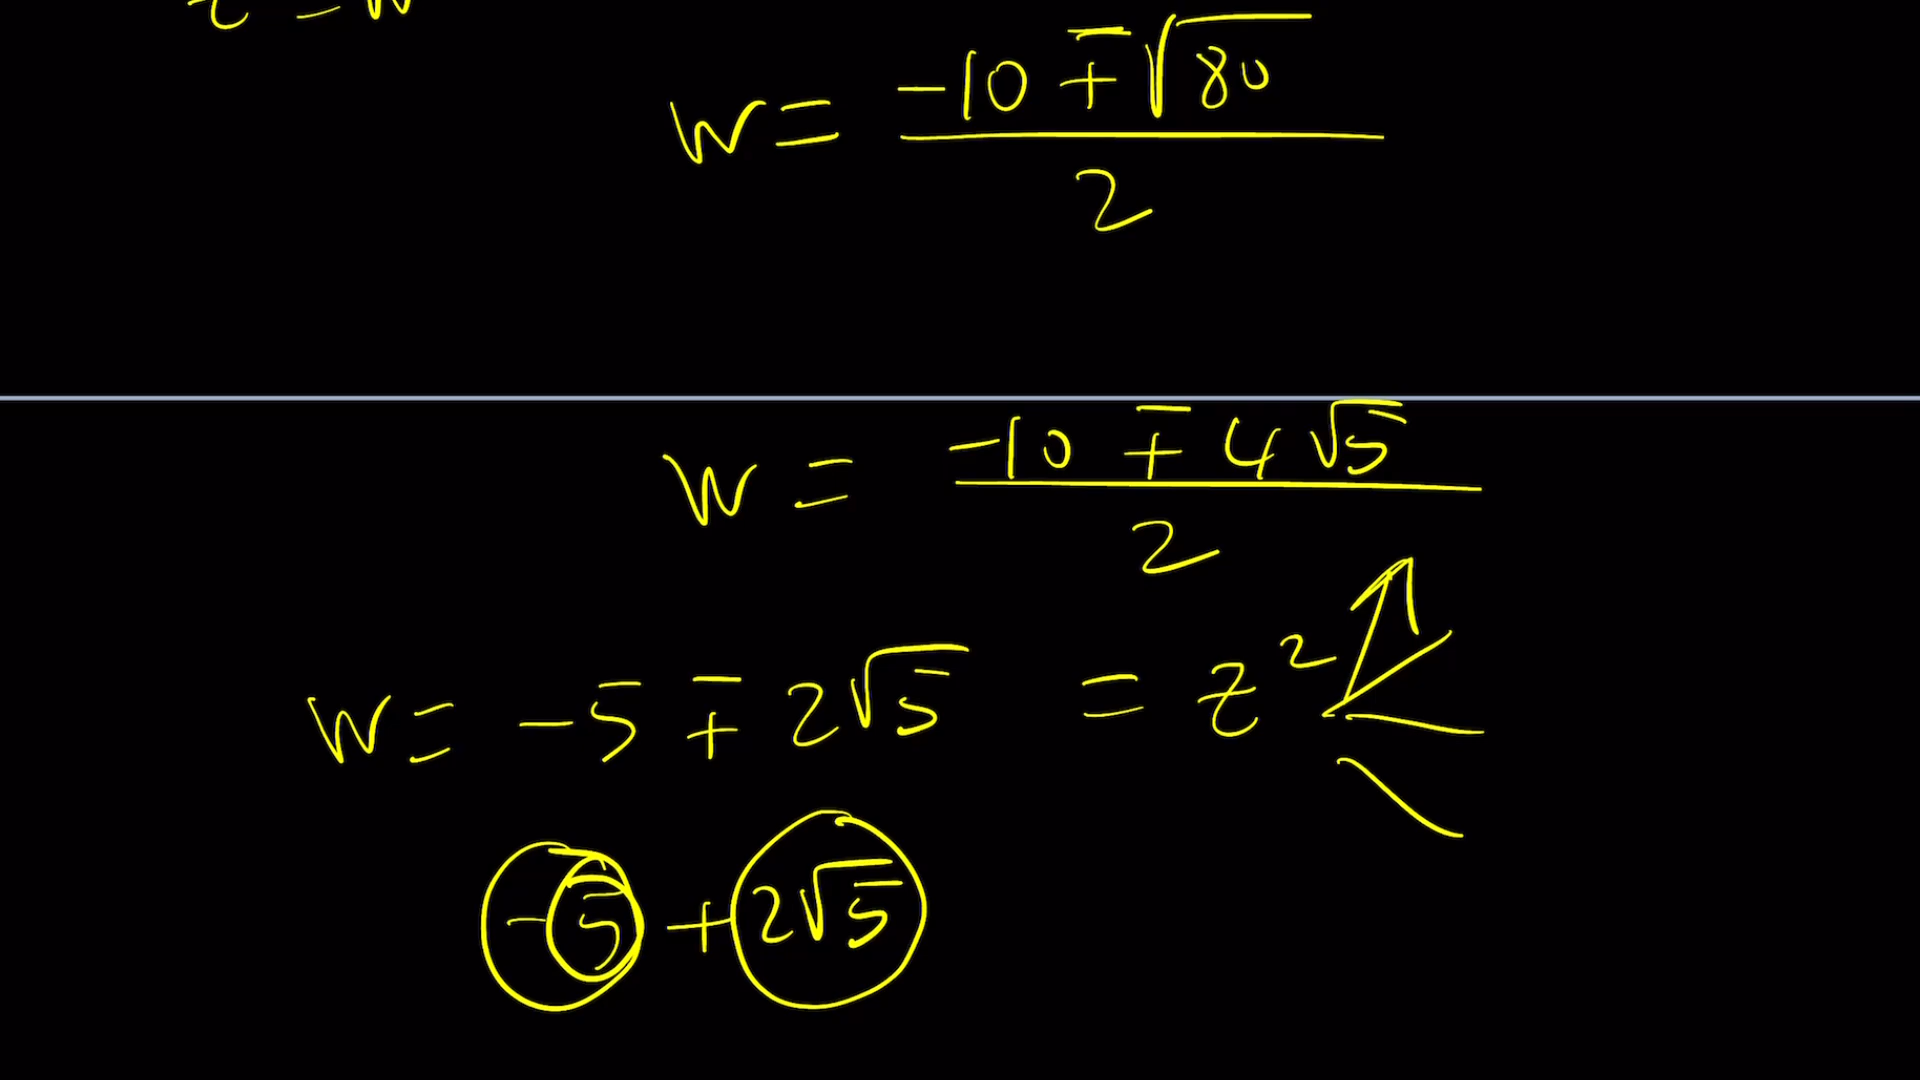 z = w
w = (-10 ∓ √80) / 2
w = (-10 ∓ 4√5) / 2
w = -5 ∓ 2√5 = z²
-5 + 2√5